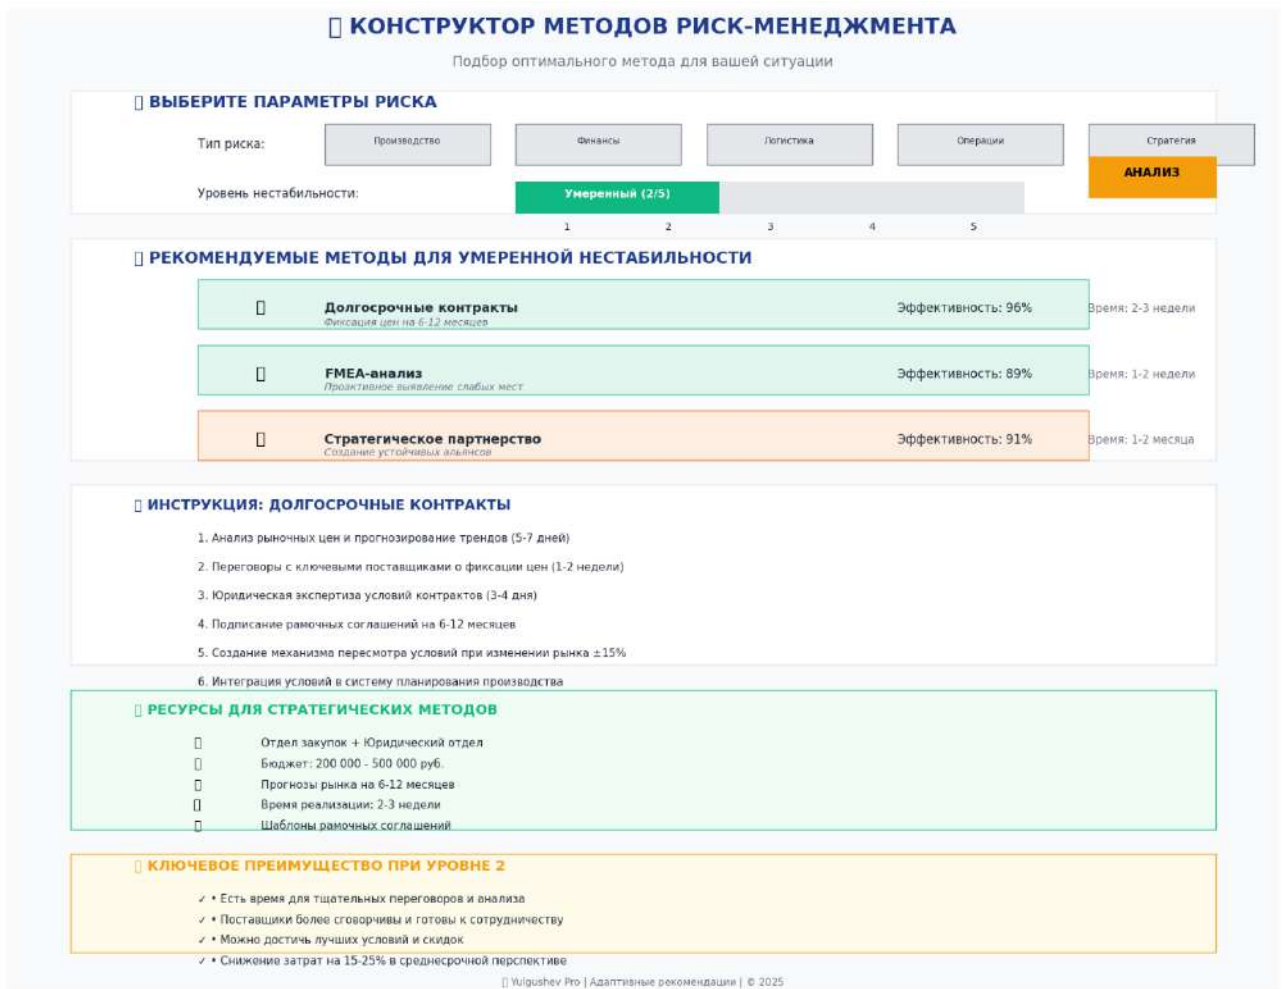 КОНСТРУКТОР МЕТОДОВ РИСК-МЕНЕДЖМЕНТА
Подбор оптимального метода для вашей ситуации
ВЫБЕРИТЕ ПАРАМЕТРЫ РИСКА
Тип риска: Производство Финансы Логистика Операции Стратегия
АНАЛИЗ
Уровень нестабильности: Умеренный (2/5)
1 2 3 4 5
РЕКОМЕНДУЕМЫЕ МЕТОДЫ ДЛЯ УМЕРЕННОЙ НЕСТАБИЛЬНОСТИ
Долгосрочные контракты Эффективность: 96% Время: 2-3 недели
Фиксация цен на 6-12 месяцев
FMEA-анализ Эффективность: 89% Время: 1-2 недели
Проактивное выявление слабых мест
Стратегическое партнерство Эффективность: 91% Время: 1-2 месяца
Создание устойчивых альянсов
ИНСТРУКЦИЯ: ДОЛГОСРОЧНЫЕ КОНТРАКТЫ
1. Анализ рыночных цен и прогнозирование трендов (5-7 дней)
2. Переговоры с ключевыми поставщиками о фиксации цен (1-2 недели)
3. Юридическая экспертиза условий контрактов (3-4 дня)
4. Подписание рамочных соглашений на 6-12 месяцев
5. Создание механизма пересмотра условий при изменении рынка ±15%
6. Интеграция условий в систему планирования производства
РЕСУРСЫ ДЛЯ СТРАТЕГИЧЕСКИХ МЕТОДОВ
Отдел закупок + Юридический отдел
Бюджет: 200 000 - 500 000 руб.
Прогнозы рынка на 6-12 месяцев
Время реализации: 2-3 недели
Шаблоны рамочных соглашений
КЛЮЧЕВОЕ ПРЕИМУЩЕСТВО ПРИ УРОВНЕ 2
✓ • Есть время для тщательных переговоров и анализа
✓ • Поставщики более сговорчивы и готовы к сотрудничеству
✓ • Можно достичь лучших условий и скидок
✓ • Снижение затрат на 15-25% в среднесрочной перспективе
Yulgushev Pro | Адаптивные рекомендации | © 2025